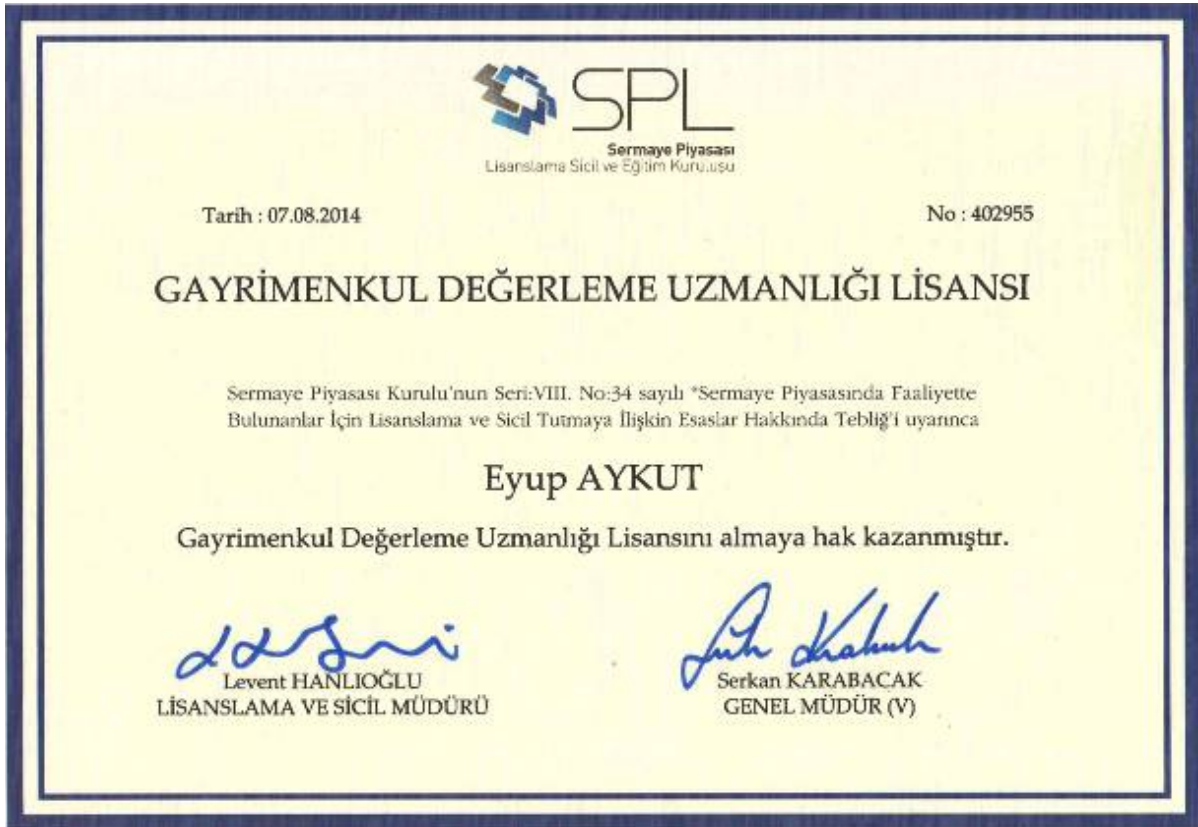 SPL
Sermaye Piyasası
Lisanslama Sicil ve Eğitim Kuruluşu
Tarih : 07.08.2014
No : 402955
GAYRİMENKUL DEĞERLEME UZMANLIĞI LİSANSI
Sermaye Piyasası Kurulu'nun Seri:VIII. No:34 sayılı "Sermaye Piyasasında Faaliyette
Bulunanlar İçin Lisanslama ve Sicil Tutmaya İlişkin Esaslar Hakkında Tebliğ'i uyarınca
Eyup AYKUT
Gayrimenkul Değerleme Uzmanlığı Lisansını almaya hak kazanmıştır.
Levent HANLIOĞLU
LİSANSLAMA VE SİCİL MÜDÜRÜ
Serkan KARABACAK
GENEL MÜDÜR (V)